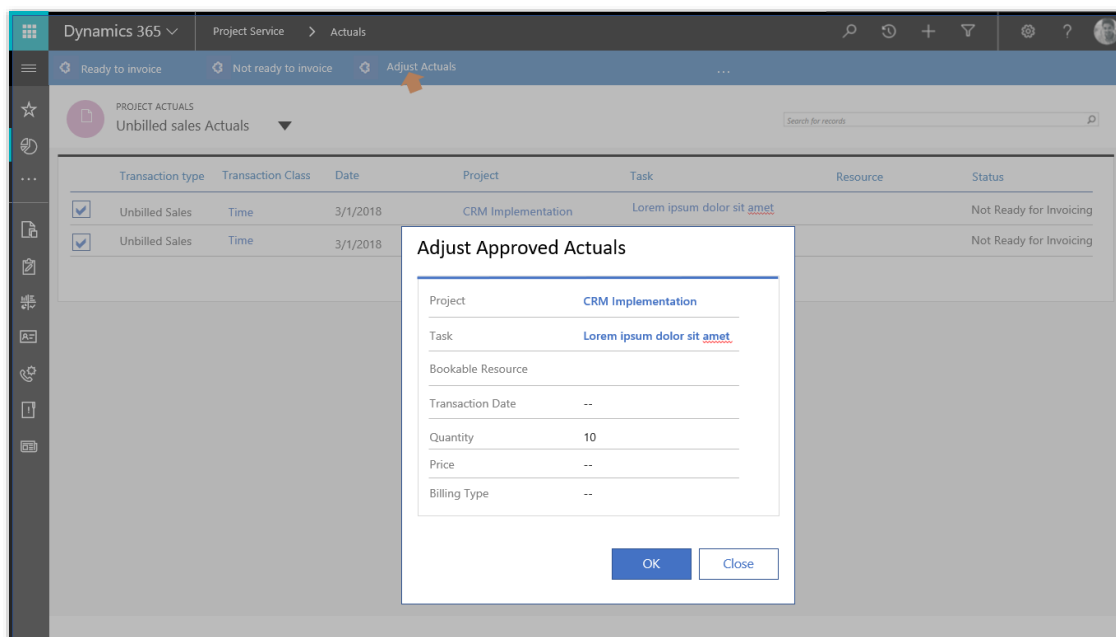 Dynamics 365 Project Service > Actuals ?
Ready to invoice Not ready to invoice Adjust Actuals ...
PROJECT ACTUALS
Unbilled sales Actuals
Search for records
Transaction type Transaction Class Date Project Task Resource Status
Unbilled Sales Time 3/1/2018 CRM Implementation Lorem ipsum dolor sit amet Not Ready for Invoicing
Unbilled Sales Time 3/1/2018 Not Ready for Invoicing
Adjust Approved Actuals
Project CRM Implementation
Task Lorem ipsum dolor sit amet
Bookable Resource
Transaction Date --
Quantity 10
Price --
Billing Type --
OK Close